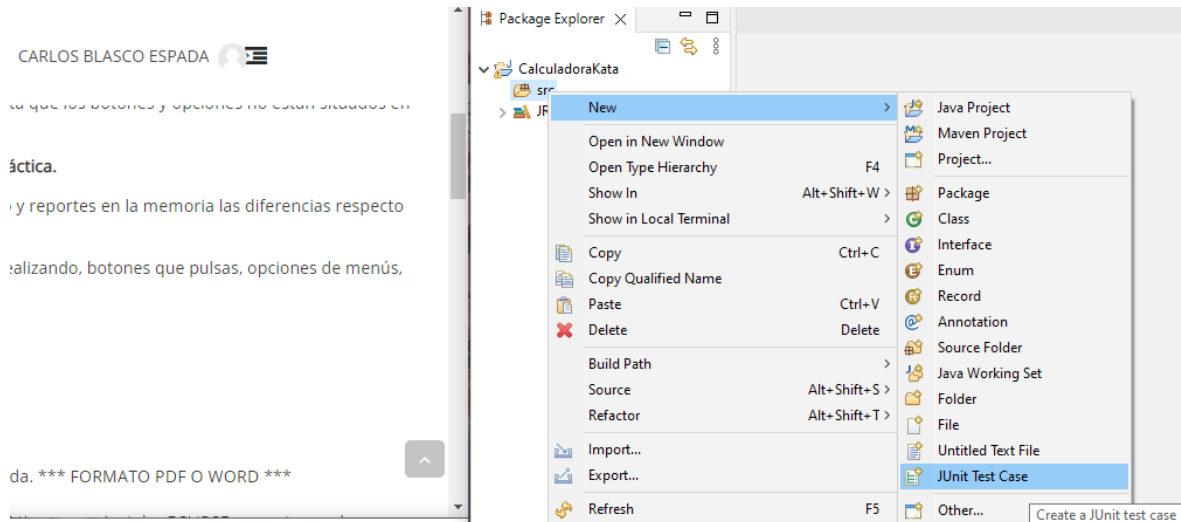 CARLOS BLASCO ESPADA
ta que los botones y opciones no están situados en
áctica.
y reportes en la memoria las diferencias respecto
ealizando, botones que pulsas, opciones de menús,
da. *** FORMATO PDF O WORD ***
Package Explorer
CalculadoraKata
src
JR
New >
Open in New Window
Open Type Hierarchy F4
Show In Alt+Shift+W >
Show in Local Terminal >
Copy Ctrl+C
Copy Qualified Name
Paste Ctrl+V
Delete Delete
Build Path >
Source Alt+Shift+S >
Refactor Alt+Shift+T >
Import...
Export...
Refresh F5
Java Project
Maven Project
Project...
Package
Class
Interface
Enum
Record
Annotation
Source Folder
Java Working Set
Folder
File
Untitled Text File
JUnit Test Case
Other...
Create a JUnit test case